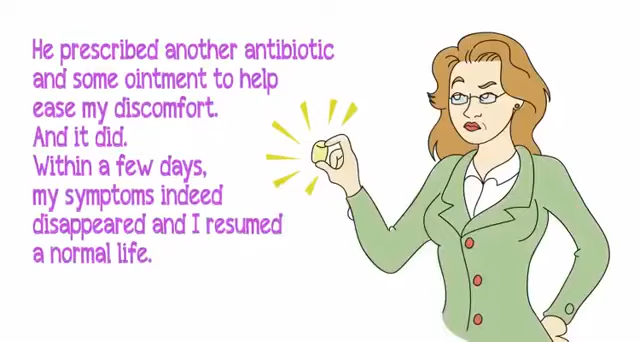 He prescribed another antibiotic
and some ointment to help
ease my discomfort.
And it did.
Within a few days,
my symptoms indeed
disappeared and I resumed
a normal life.